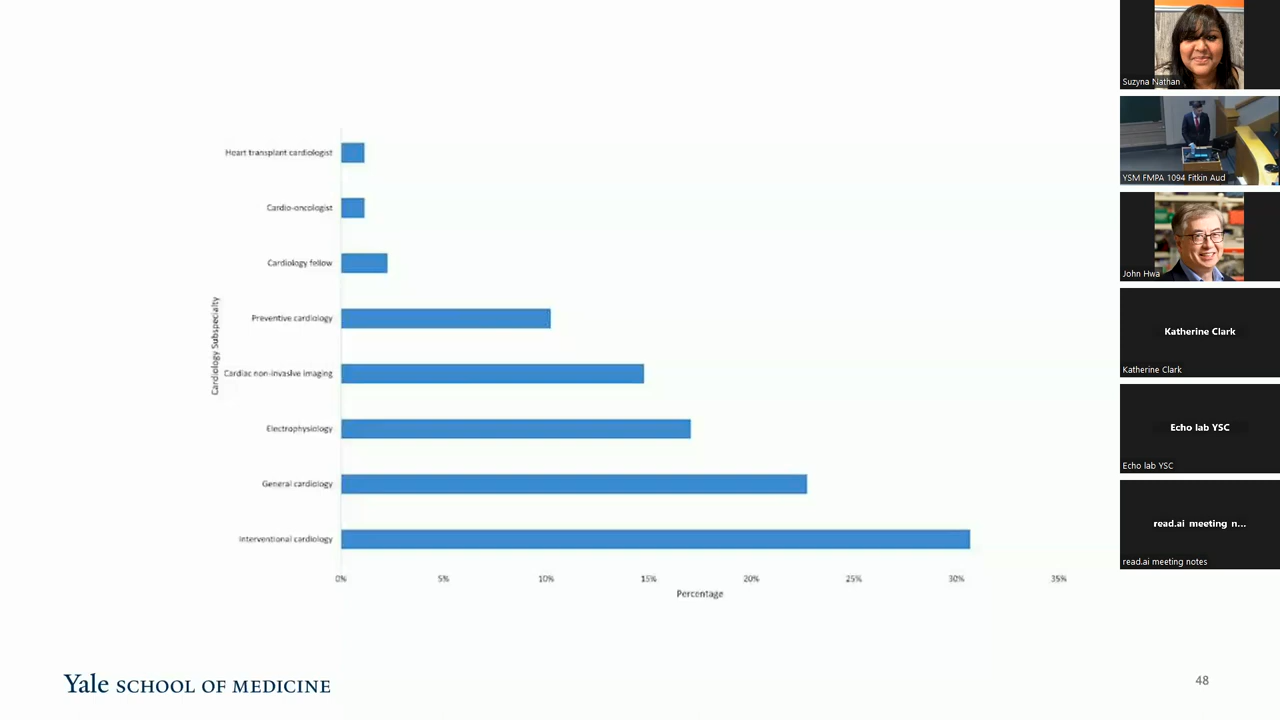 Heart transplant cardiologist
Cardio-oncologist
Cardiology fellow
Preventive cardiology
Cardiac non-invasive imaging
Electrophysiology
General cardiology
Interventional cardiology
Cardiology Subspecialty
0% 5% 10% 15% 20% 25% 30% 35%
Percentage
Yale SCHOOL OF MEDICINE
48
Suzyna Nathan
YSM FMPA 1094 Fitkin Aud
John Hwa
Katherine Clark
Katherine Clark
Echo lab YSC
Echo lab YSC
read.ai meeting n...
read.ai meeting notes